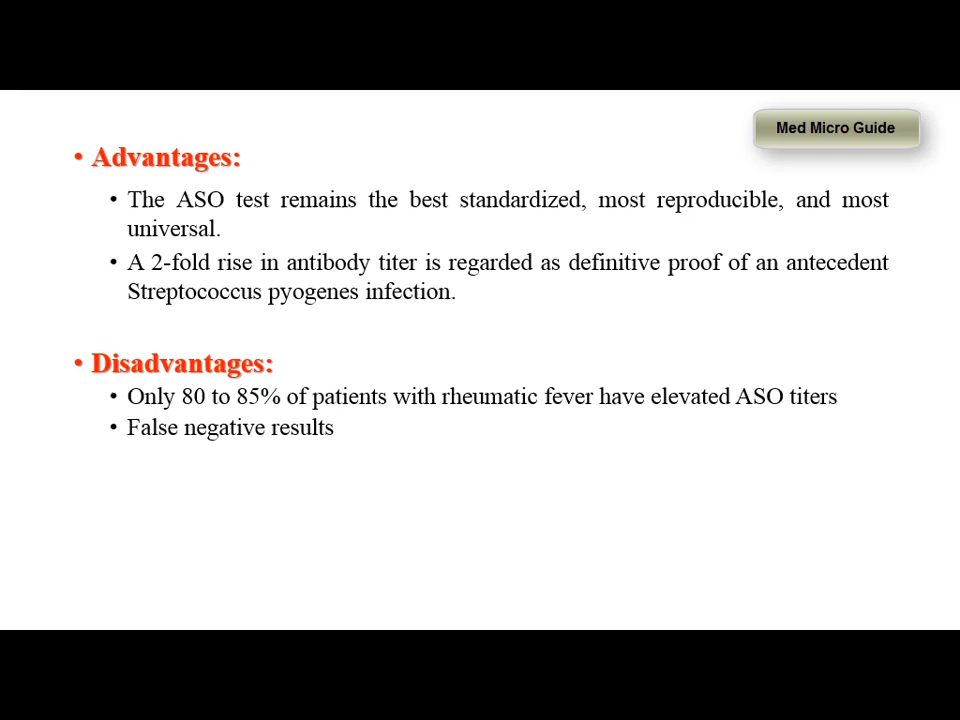 Med Micro Guide
• Advantages:
• The ASO test remains the best standardized, most reproducible, and most
universal.
• A 2-fold rise in antibody titer is regarded as definitive proof of an antecedent
Streptococcus pyogenes infection.
• Disadvantages:
• Only 80 to 85% of patients with rheumatic fever have elevated ASO titers
• False negative results